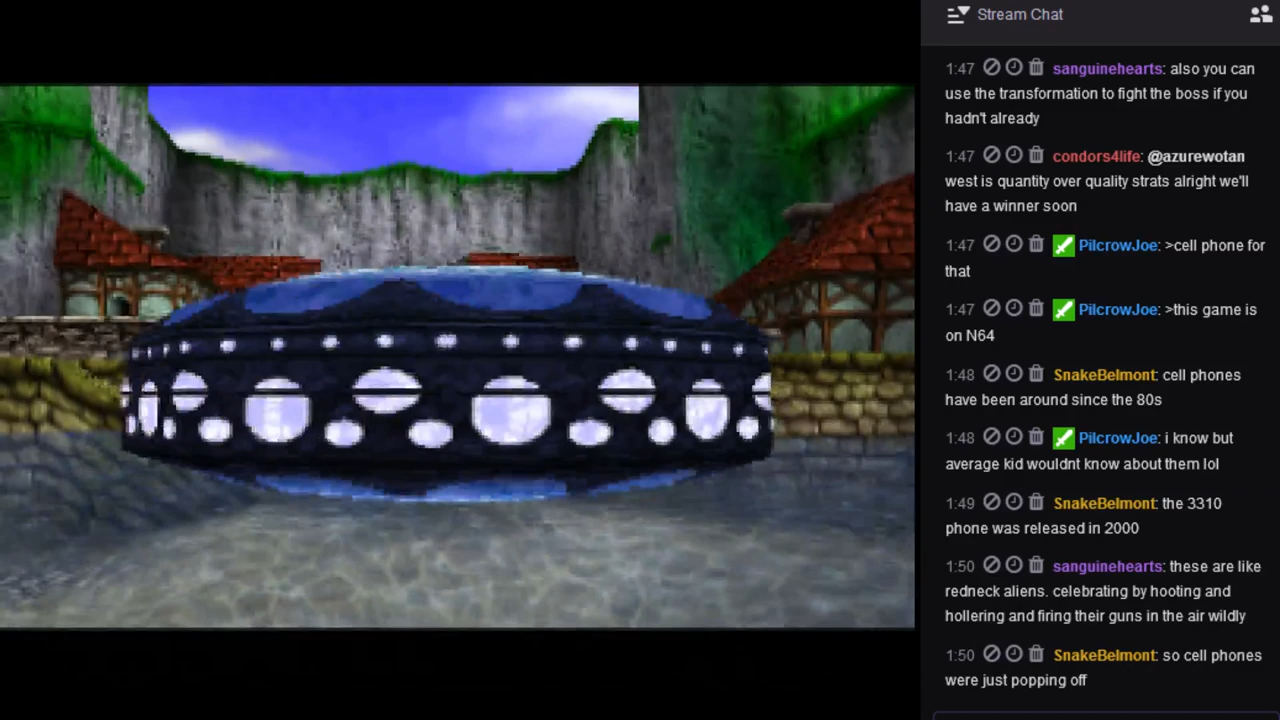 Stream Chat
1:47 sanguinehearts: also you can
use the transformation to fight the boss if you
hadn't already
1:47 condors4life: @azurewotan
west is quantity over quality strats alright we'll
have a winner soon
1:47 PilcrowJoe: >cell phone for
that
1:47 PilcrowJoe: >this game is
on N64
1:48 SnakeBelmont: cell phones
have been around since the 80s
1:48 PilcrowJoe: i know but
average kid wouldnt know about them lol
1:49 SnakeBelmont: the 3310
phone was released in 2000
1:50 sanguinehearts: these are like
redneck aliens. celebrating by hooting and
hollering and firing their guns in the air wildly
1:50 SnakeBelmont: so cell phones
were just popping off